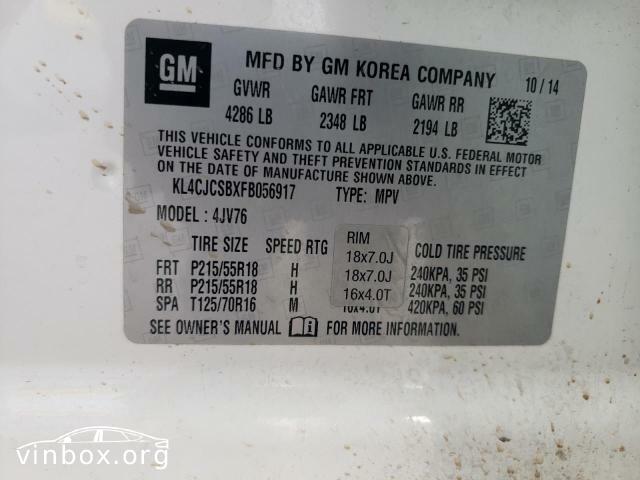 GM
MFD BY GM KOREA COMPANY 10/14
GVWR GAWR FRT GAWR RR
4286 LB 2348 LB 2194 LB
THIS VEHICLE CONFORMS TO ALL APPLICABLE U.S. FEDERAL MOTOR
VEHICLE SAFETY AND THEFT PREVENTION STANDARDS IN EFFECT
ON THE DATE OF MANUFACTURE SHOWN ABOVE.
KL4CJCSBXFB056917 TYPE: MPV
MODEL: 4JV76
TIRE SIZE SPEED RTG RIM COLD TIRE PRESSURE
FRT P215/55R18 H 18x7.0J 240KPA, 35 PSI
RR P215/55R18 H 18x7.0J 240KPA, 35 PSI
SPA T125/70R16 M 16x4.0T 420KPA, 60 PSI
16x4.0T
SEE OWNER'S MANUAL FOR MORE INFORMATION.
vinbox.org